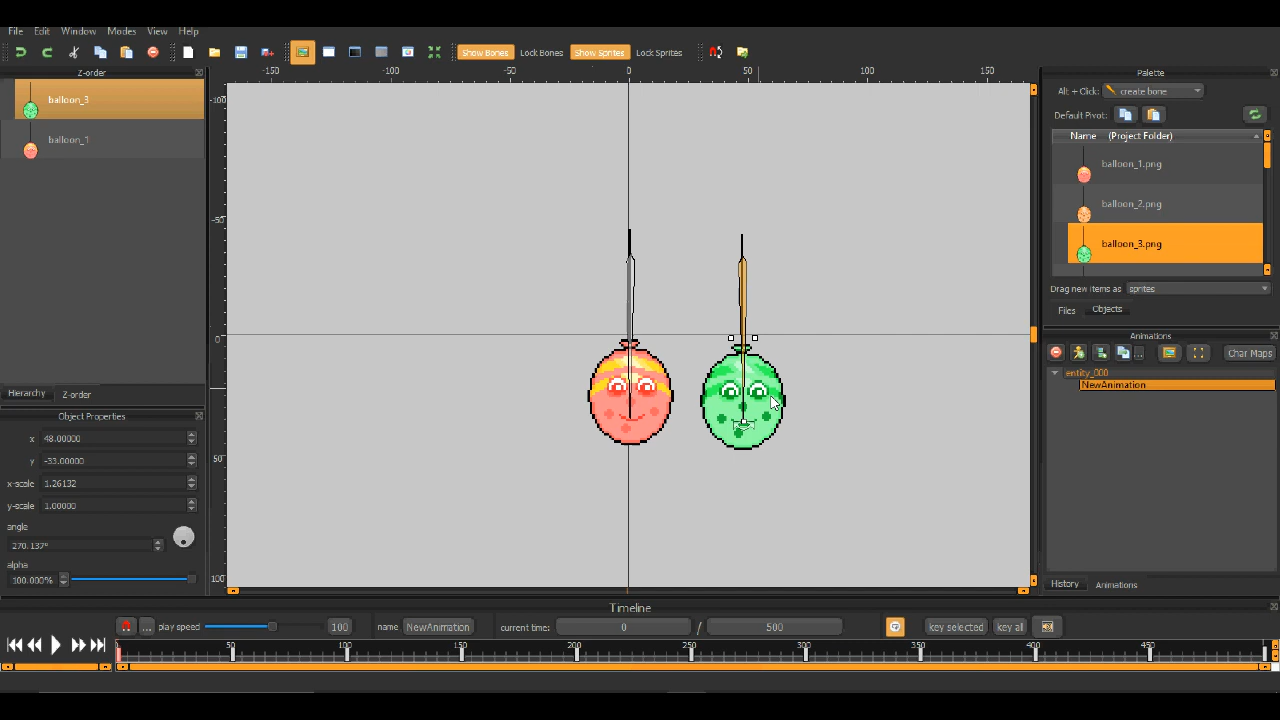 File Edit Window Modes View Help
Show Bones Lock Bones Show Sprites Lock Sprites
Z-order
balloon_3
balloon_1
Hierarchy Z-order
Object Properties
x 48.00000
y -33.00000
x-scale 1.26132
y-scale 1.00000
angle
270.137°
alpha
100.000%
-150 -100 -50 0 50 100 150
-100
-50
0
50
100
Palette
Alt + Click: create bone
Default Pivot:
Name (Project Folder)
balloon_1.png
balloon_2.png
balloon_3.png
Drag new items as sprites
Files Objects
Animations
... Char Maps
entity_000
NewAnimation
History Animations
Timeline
... play speed 100 name NewAnimation current time: 0 / 500 key selected key all
50 100 150 200 250 300 350 400 450